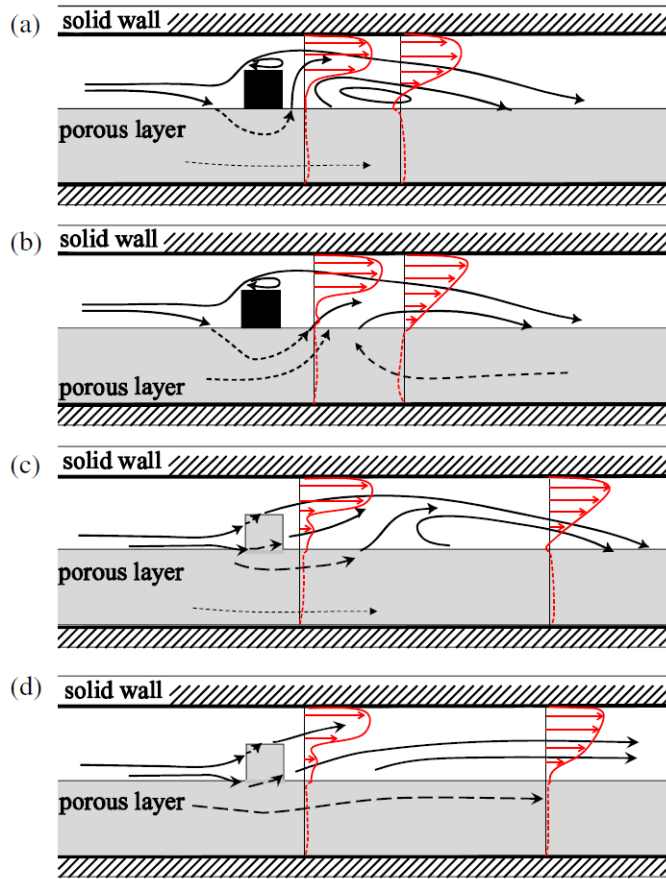 (a)
solid wall
porous layer
(b)
solid wall
porous layer
(c)
solid wall
porous layer
(d)
solid wall
porous layer